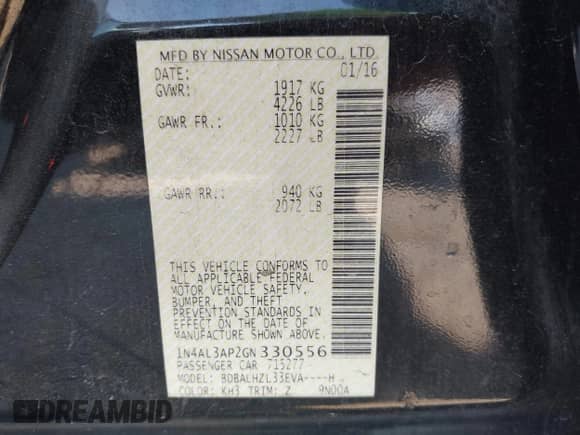 MFD BY NISSAN MOTOR CO., LTD.
DATE: 01/16
GVWR: 1917 KG
4226 LB
GAWR FR.: 1010 KG
2227 LB
GAWR RR.: 940 KG
2072 LB
THIS VEHICLE CONFORMS TO
ALL APPLICABLE FEDERAL
MOTOR VEHICLE SAFETY,
BUMPER, AND THEFT
PREVENTION STANDARDS IN
EFFECT ON THE DATE OF
MANUFACTURE SHOWN ABOVE.
1N4AL3AP2GN330556
PASSENGER CAR 715277
MODEL: BDBALHZL33EVA----H
COLOR: KH3 TRIM: Z 9N00A
DREAMBID